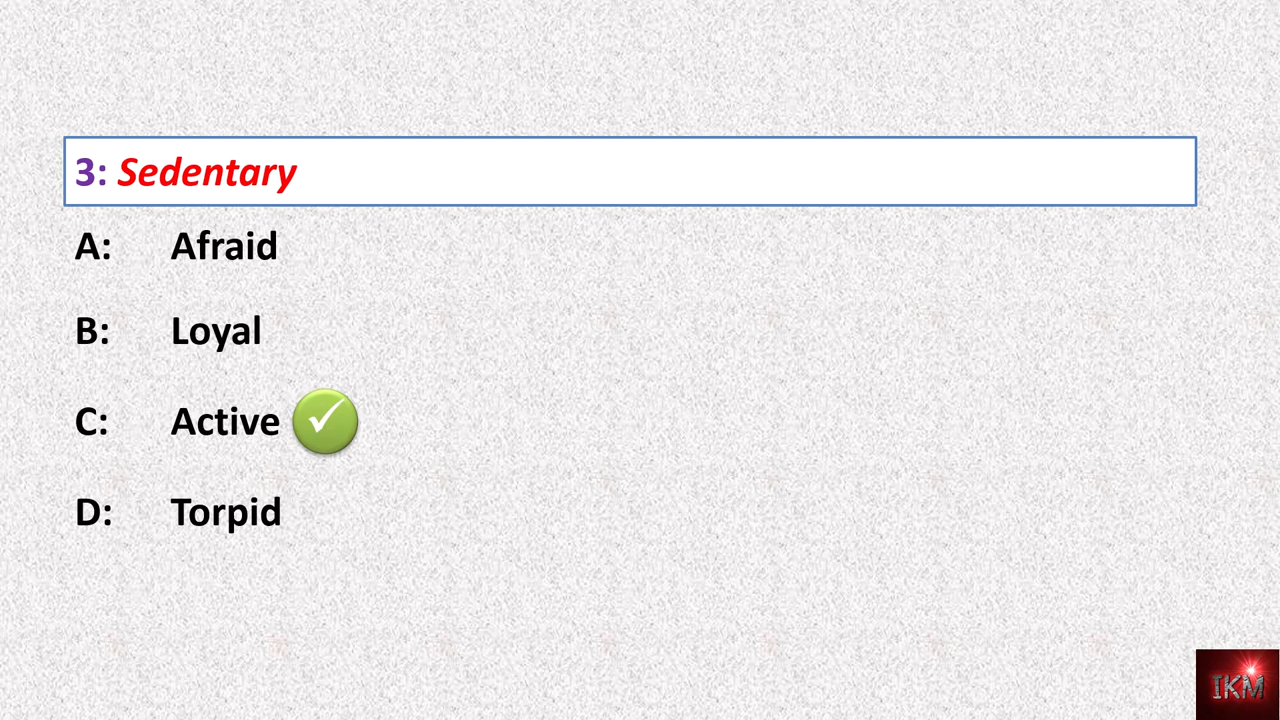 3: Sedentary
A: Afraid
B: Loyal
C: Active
D: Torpid
IKM